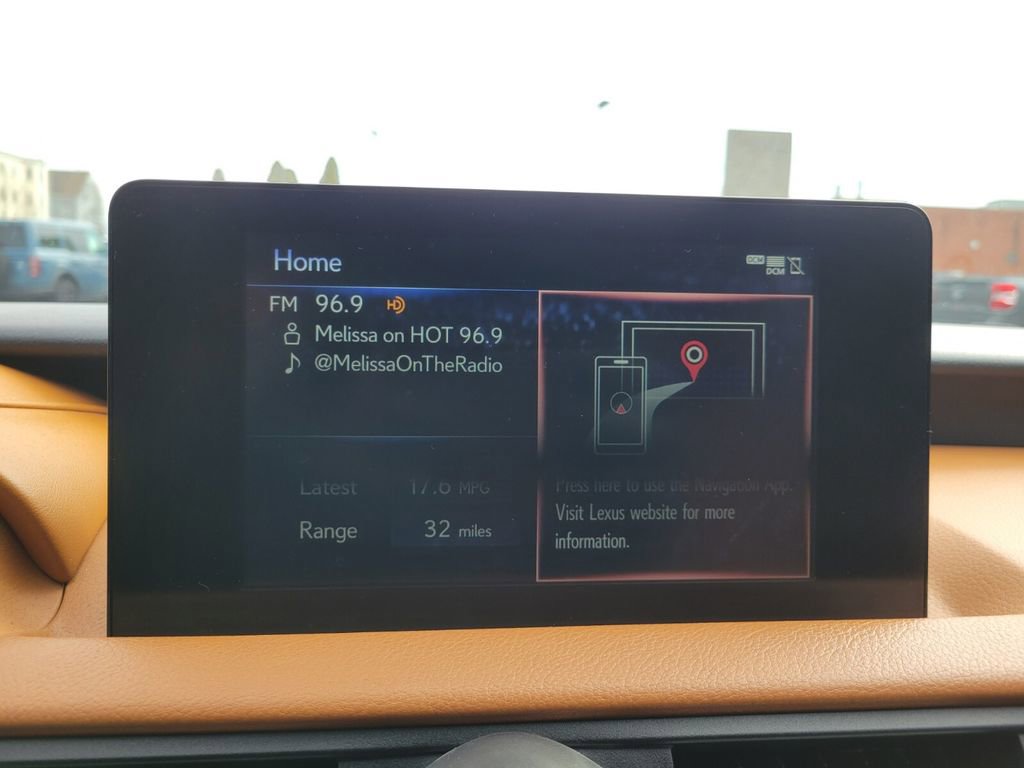 Home
DCM
DCM
FM 96.9 HD
Melissa on HOT 96.9
@MelissaOnTheRadio
Latest 17.6 MPG
Range 32 miles
Press here to use the Navigation App.
Visit Lexus website for more
information.